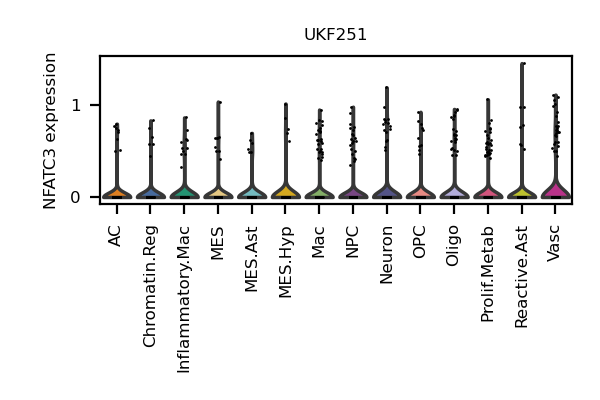 UKF251
NFATC3 expression
1
0
AC
Chromatin.Reg
Inflammatory.Mac
MES
MES.Ast
MES.Hyp
Mac
NPC
Neuron
OPC
Oligo
Prolif.Metab
Reactive.Ast
Vasc